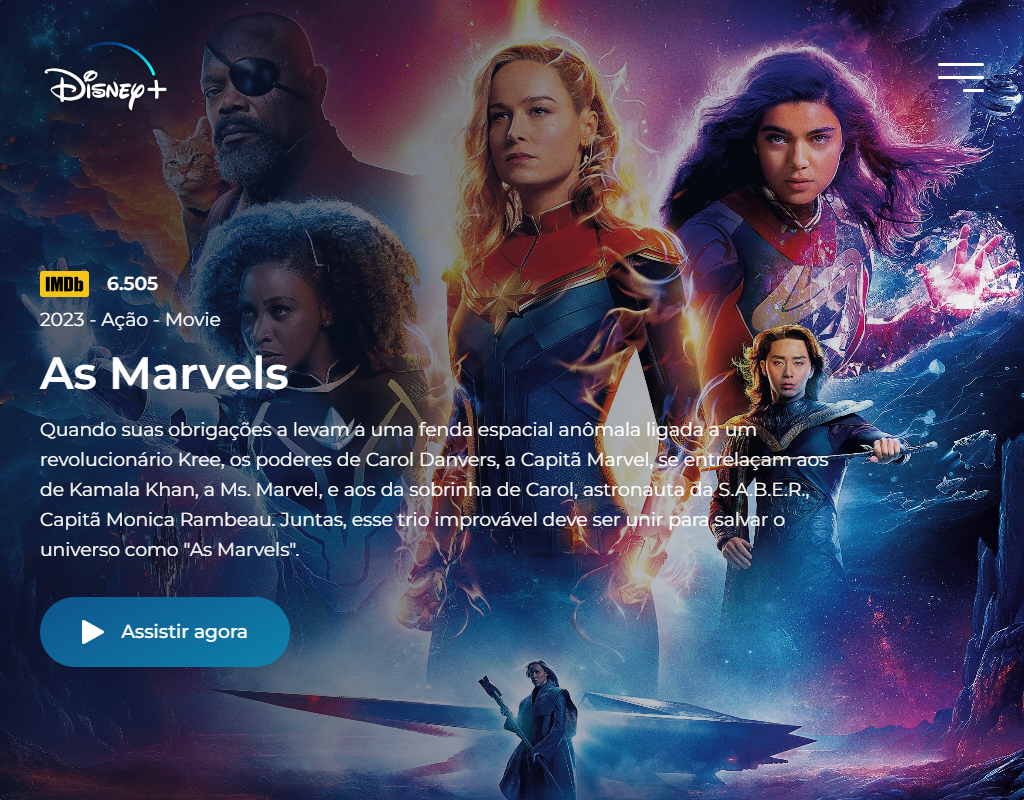 Disney+
IMDb 6.505
2023 - Ação - Movie
As Marvels
Quando suas obrigações a levam a uma fenda espacial anômala ligada a um
revolucionário Kree, os poderes de Carol Danvers, a Capitã Marvel, se entrelaçam aos
de Kamala Khan, a Ms. Marvel, e aos da sobrinha de Carol, astronauta da S.A.B.E.R.,
Capitã Monica Rambeau. Juntas, esse trio improvável deve ser unir para salvar o
universo como "As Marvels".
Assistir agora